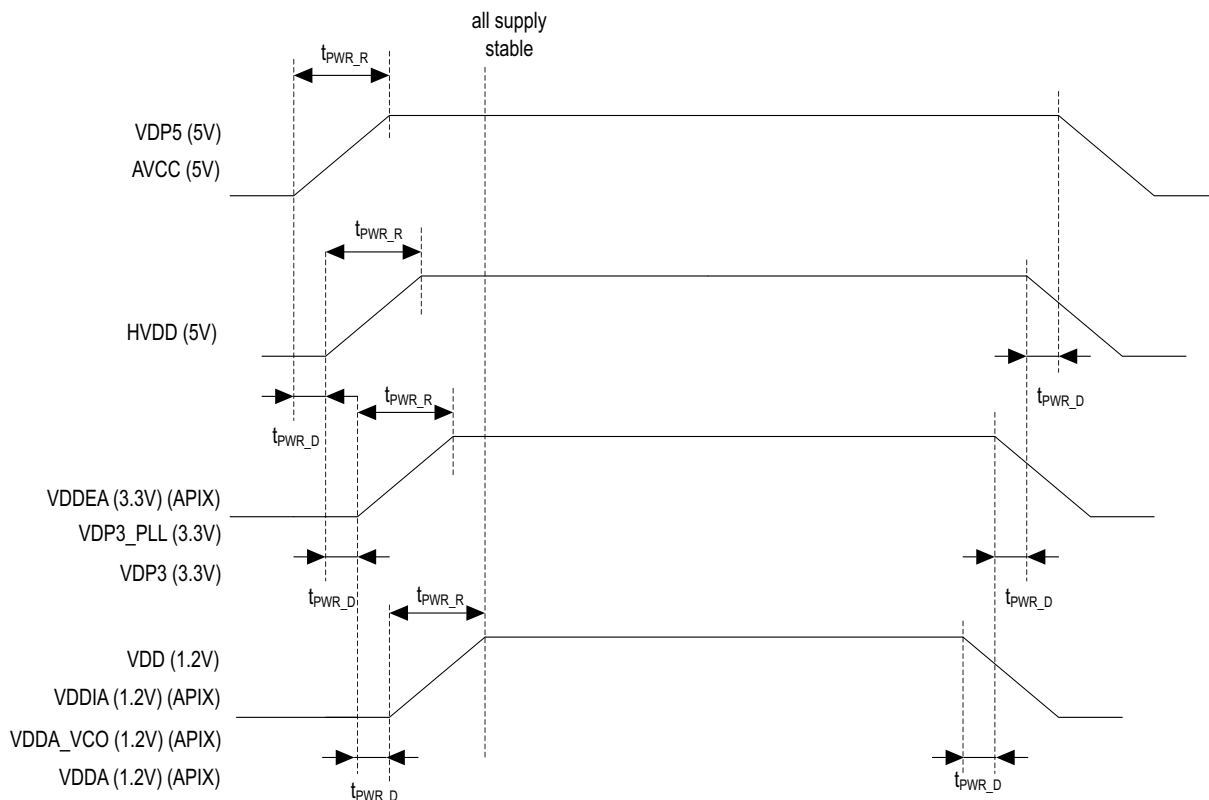 all supply
stable
tPWR_R
VDP5 (5V)
AVCC (5V)
tPWR_R
HVDD (5V)
tPWR_D
tPWR_R
tPWR_D
VDDEA (3.3V) (APIX)
VDP3_PLL (3.3V)
VDP3 (3.3V)
tPWR_D
tPWR_R
tPWR_D
VDD (1.2V)
VDDIA (1.2V) (APIX)
VDDA_VCO (1.2V) (APIX)
VDDA (1.2V) (APIX)
tPWR_D
tPWR_D